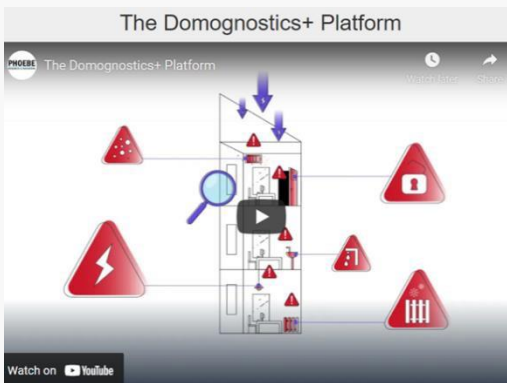 The Domognostics+ Platform
PHOEBE
The Domognostics+ Platform
Watch later
Share
Watch on YouTube